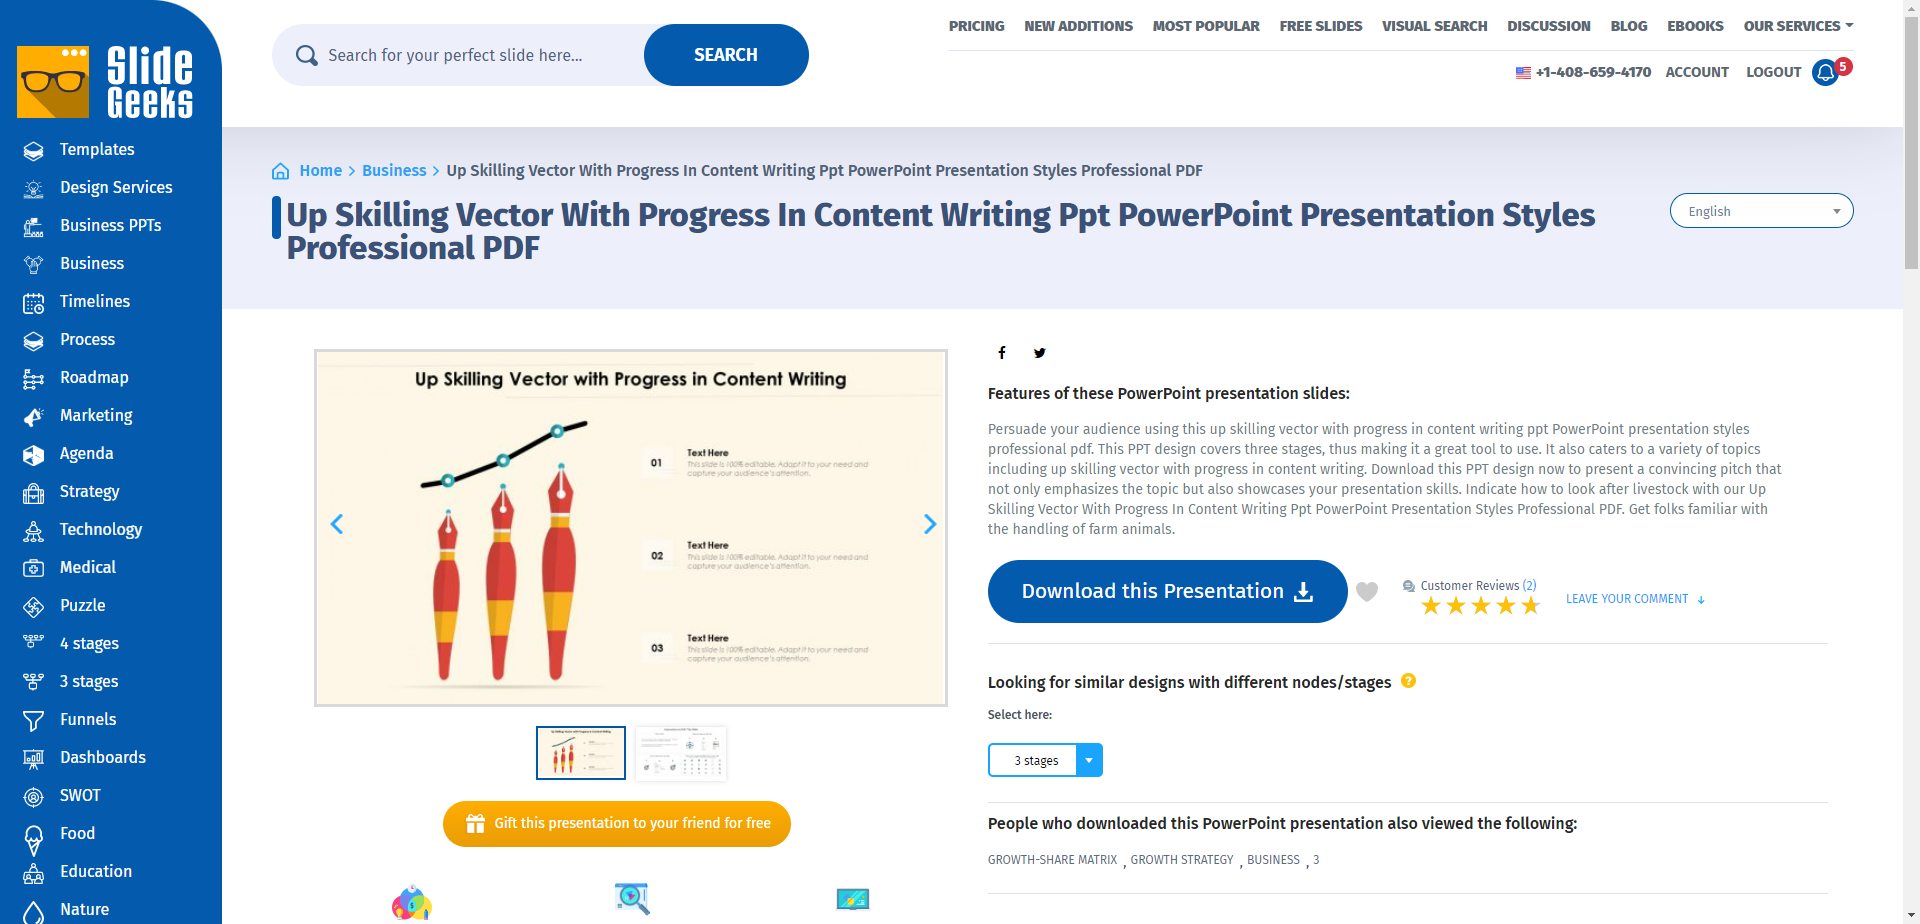 Slide
Geeks
Templates
Design Services
Business PPTs
Business
Timelines
Process
Roadmap
Marketing
Agenda
Strategy
Technology
Medical
Puzzle
4 stages
3 stages
Funnels
Dashboards
SWOT
Food
Education
Nature
Search for your perfect slide here...
SEARCH
PRICING NEW ADDITIONS MOST POPULAR FREE SLIDES VISUAL SEARCH DISCUSSION BLOG EBOOKS OUR SERVICES
+1-408-659-4170 ACCOUNT LOGOUT 5
Home > Business > Up Skilling Vector With Progress In Content Writing Ppt PowerPoint Presentation Styles Professional PDF
Up Skilling Vector With Progress In Content Writing Ppt PowerPoint Presentation Styles
Professional PDF
English
Up Skilling Vector with Progress in Content Writing
01
Text Here
This slide is 100% editable. Adapt it to your need and
capture your audience's attention.
02
Text Here
This slide is 100% editable. Adapt it to your need and
capture your audience's attention.
03
Text Here
This slide is 100% editable. Adapt it to your need and
capture your audience's attention.
Gift this presentation to your friend for free
Features of these PowerPoint presentation slides:
Persuade your audience using this up skilling vector with progress in content writing ppt PowerPoint presentation styles
professional pdf. This PPT design covers three stages, thus making it a great tool to use. It also caters to a variety of topics
including up skilling vector with progress in content writing. Download this PPT design now to present a convincing pitch that
not only emphasizes the topic but also showcases your presentation skills. Indicate how to look after livestock with our Up
Skilling Vector With Progress In Content Writing Ppt PowerPoint Presentation Styles Professional PDF. Get folks familiar with
the handling of farm animals.
Download this Presentation
Customer Reviews (2)
LEAVE YOUR COMMENT
Looking for similar designs with different nodes/stages ?
Select here:
3 stages
People who downloaded this PowerPoint presentation also viewed the following:
GROWTH-SHARE MATRIX , GROWTH STRATEGY , BUSINESS , 3